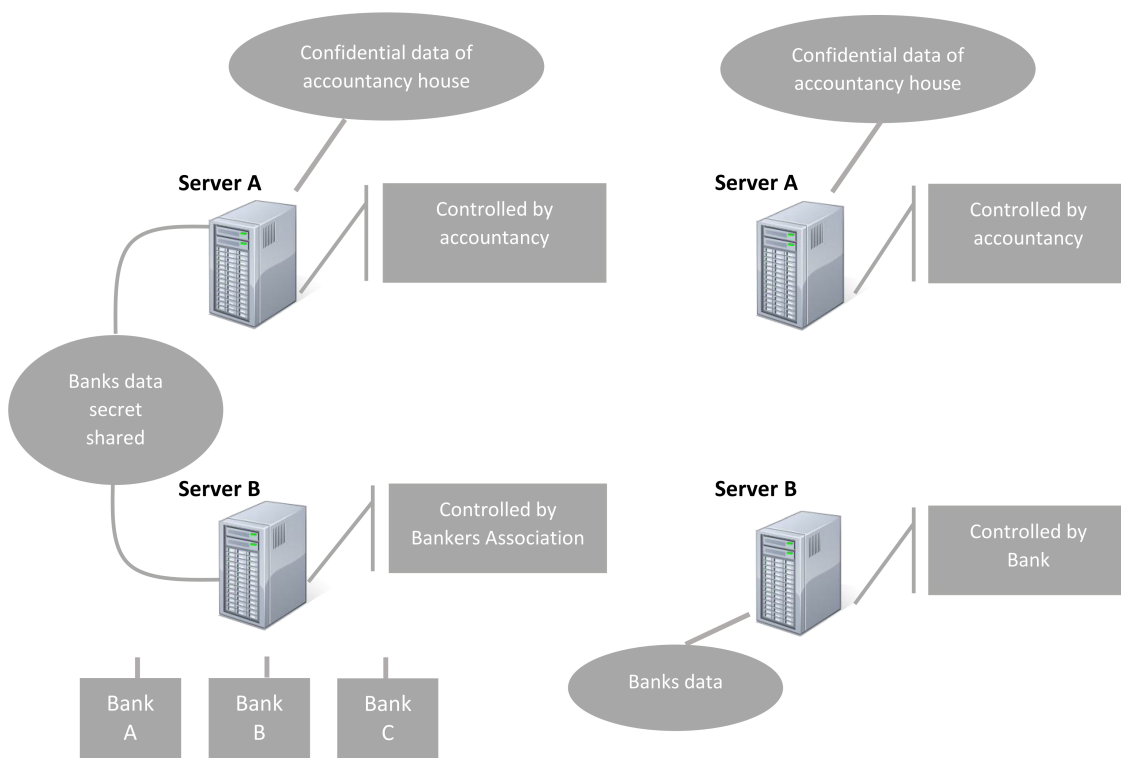 Confidential data of
accountancy house
Server A
Controlled by
accountancy
Banks data
secret
shared
Server B
Controlled by
Bankers Association
Bank
A
Bank
B
Bank
C
Confidential data of
accountancy house
Server A
Controlled by
accountancy
Server B
Controlled by
Bank
Banks data